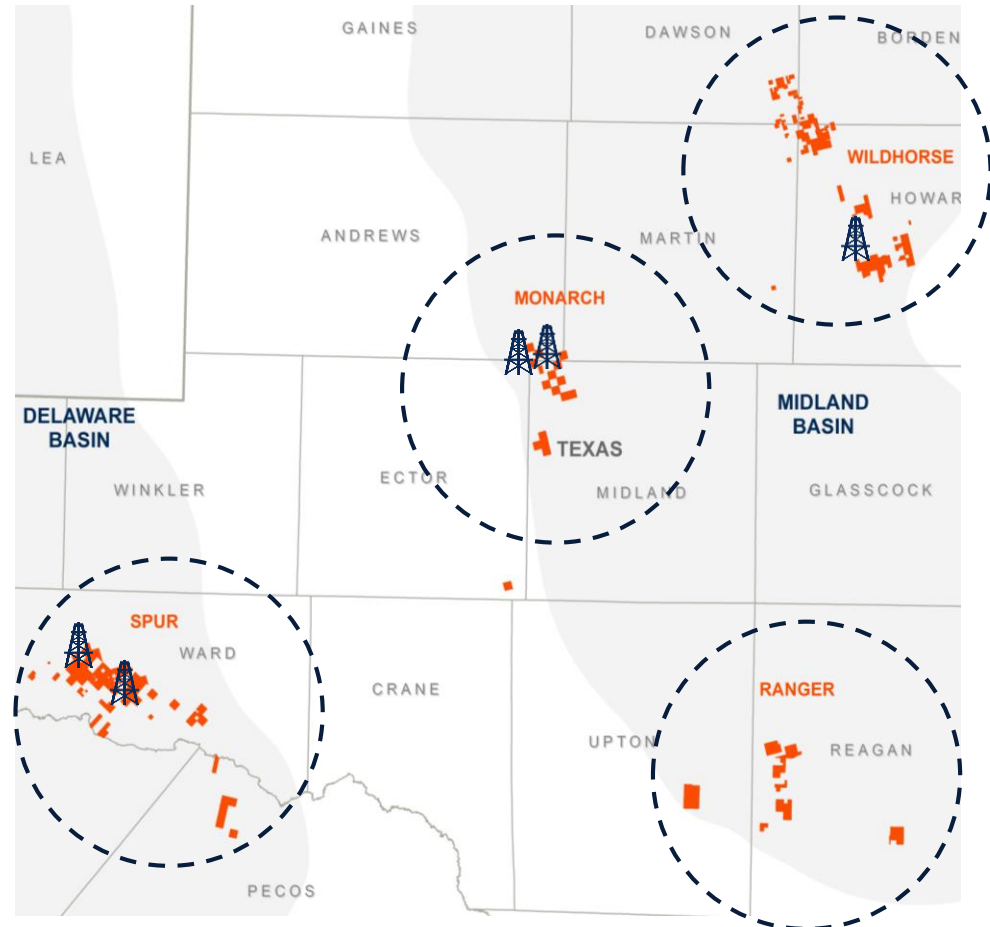 GAINES
DAWSON
BORDEN
LEA
WILDHORSE
HOWAR
ANDREWS
MARTIN
MONARCH
DELAWARE
BASIN
MIDLAND
BASIN
TEXAS
ECTOR
WINKLER
MIDLAND
GLASSCOCK
SPUR
WARD
CRANE
RANGER
UPTON
REAGAN
PECOS